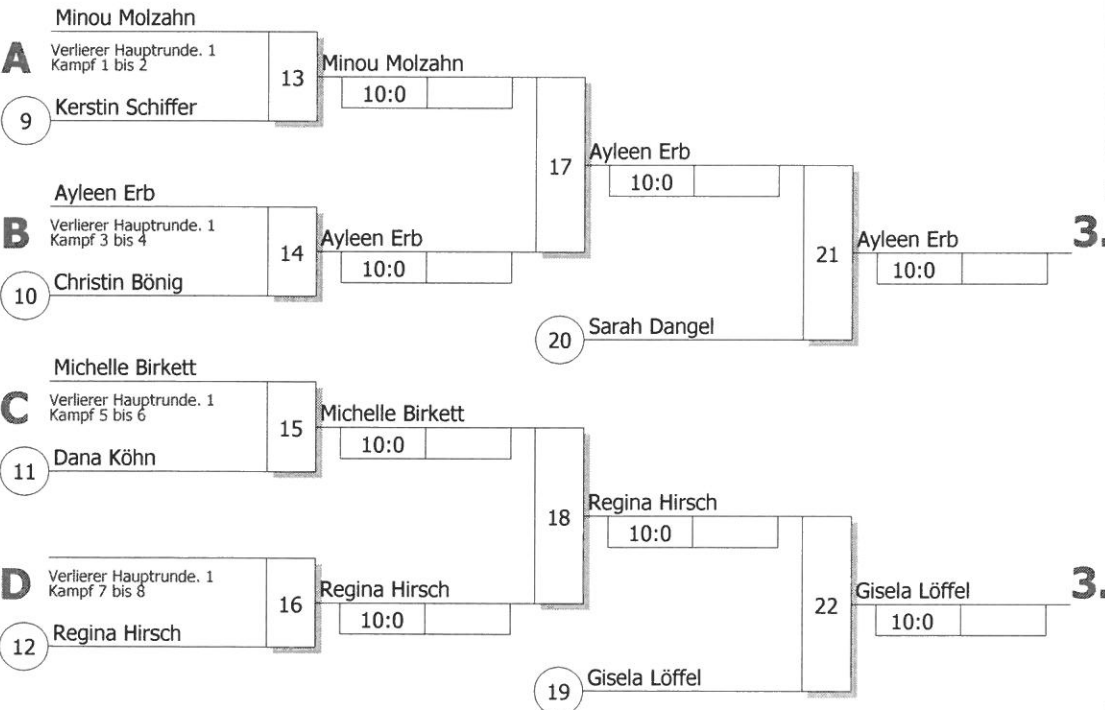 Minou Molzahn
A
Verlierer Hauptrunde. 1
Kampf 1 bis 2
13
Minou Molzahn
10:0
9
Kerstin Schiffer
17
Ayleen Erb
10:0
Ayleen Erb
B
Verlierer Hauptrunde. 1
Kampf 3 bis 4
14
Ayleen Erb
10:0
10
Christin Bönig
21
Ayleen Erb
10:0
3.
20
Sarah Dangel
Michelle Birkett
C
Verlierer Hauptrunde. 1
Kampf 5 bis 6
15
Michelle Birkett
10:0
11
Dana Köhn
18
Regina Hirsch
10:0
D
Verlierer Hauptrunde. 1
Kampf 7 bis 8
16
Regina Hirsch
10:0
12
Regina Hirsch
22
Gisela Löffel
10:0
3.
19
Gisela Löffel